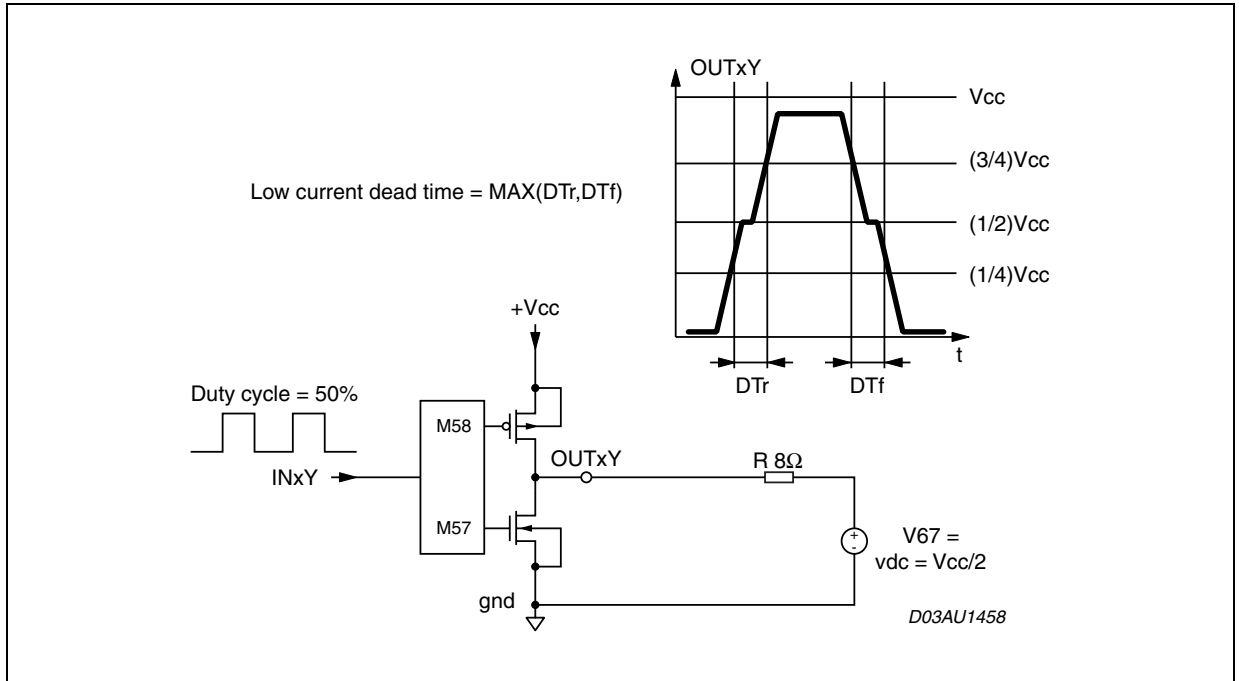 OUTxY
Vcc
(3/4)Vcc
Low current dead time = MAX(DTr,DTf)
(1/2)Vcc
(1/4)Vcc
t
DTr
DTf
+Vcc
Duty cycle = 50%
M58
OUTxY
R 8Ω
INxY
M57
+
-
V67 =
vdc = Vcc/2
gnd
D03AU1458